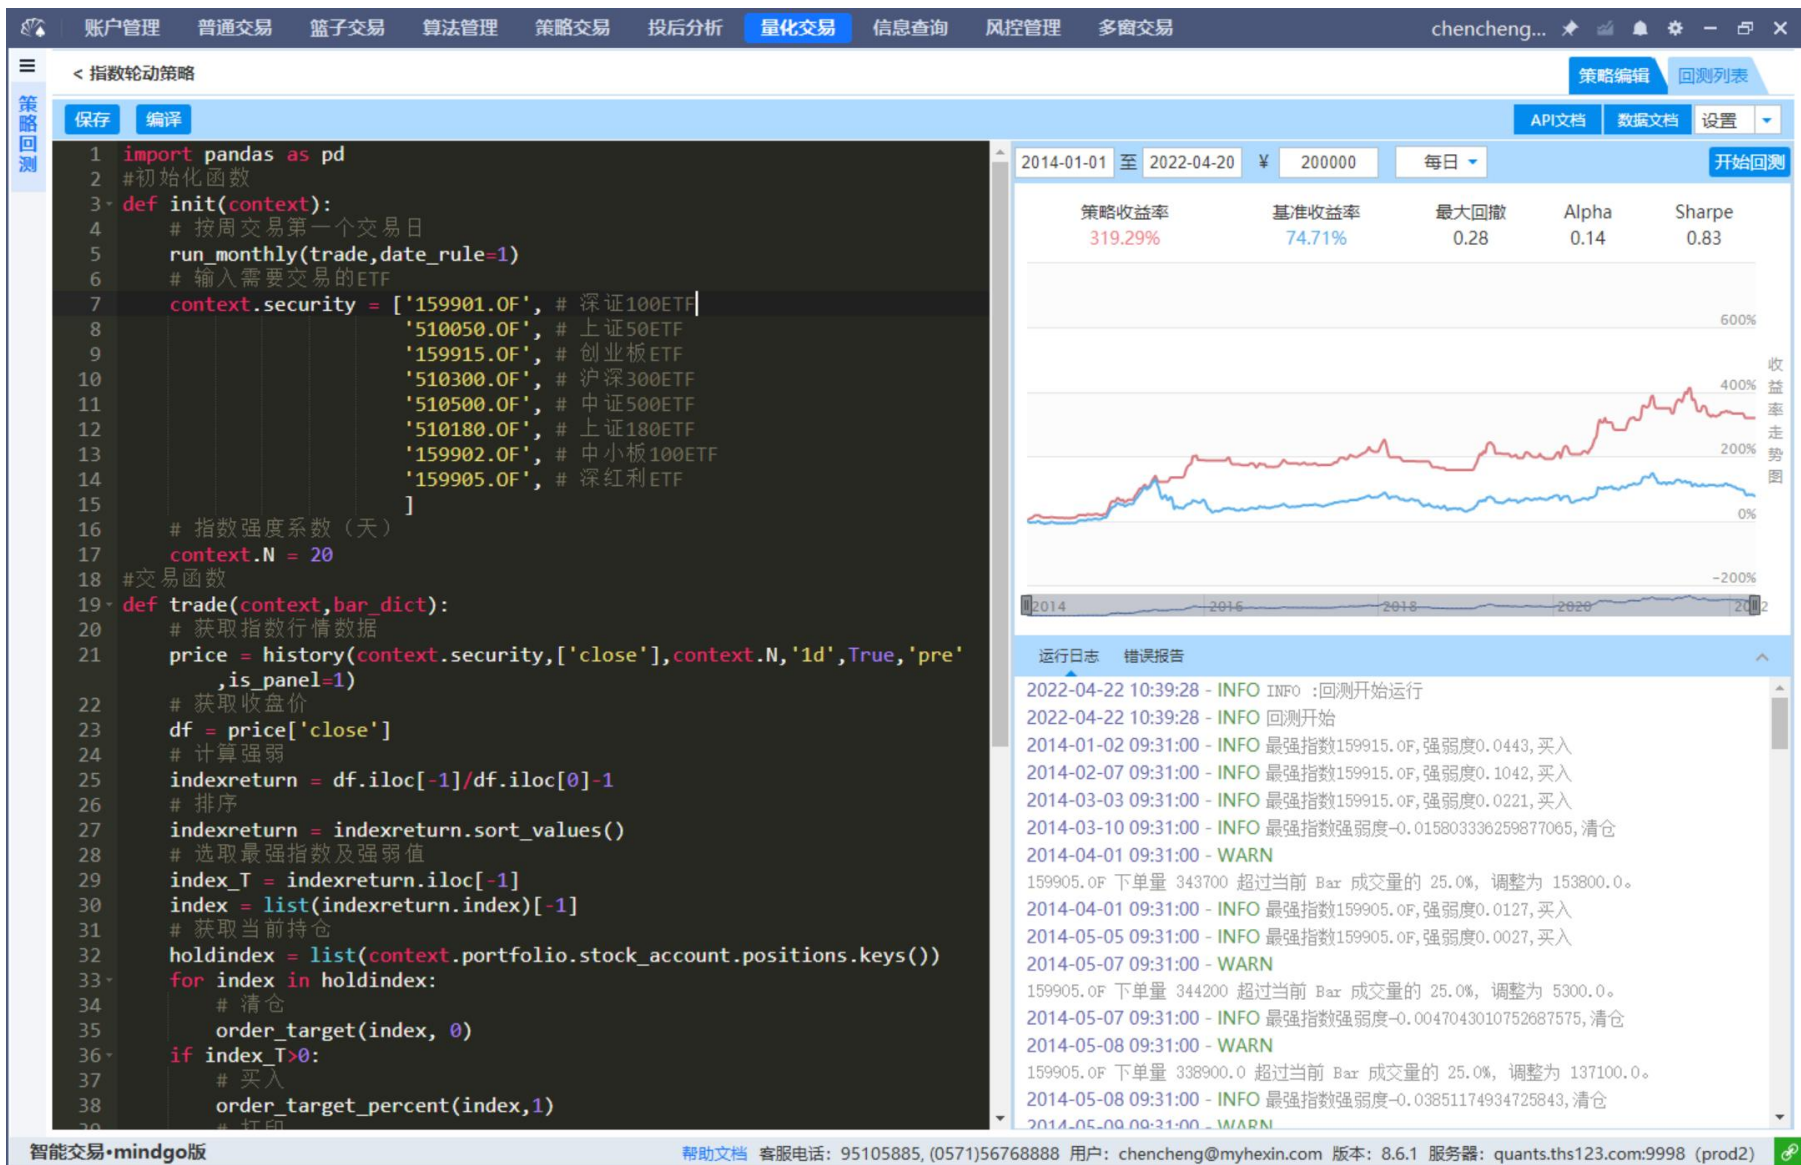 账户管理 普通交易 篮子交易 算法管理 策略交易 投后分析 量化交易 信息查询 风控管理 多窗交易 chencheng...
< 指数轮动策略 策略编辑 回测列表
策略回测
保存 编译 API文档 数据文档 设置
1 import pandas as pd
2 #初始化函数
3 def init(context):
4 # 按周交易第一个交易日
5 run_monthly(trade,date_rule=1)
6 # 输入需要交易的ETF
7 context.security = ['159901.OF', # 深证100ETF
8 '510050.OF', # 上证50ETF
9 '159915.OF', # 创业板ETF
10 '510300.OF', # 沪深300ETF
11 '510500.OF', # 中证500ETF
12 '510180.OF', # 上证180ETF
13 '159902.OF', # 中小板100ETF
14 '159905.OF', # 深红利ETF
15 ]
16 # 指数强度系数（天）
17 context.N = 20
18 #交易函数
19 def trade(context,bar_dict):
20 # 获取指数行情数据
21 price = history(context.security,['close'],context.N,'1d',True,'pre'
,is_panel=1)
22 # 获取收盘价
23 df = price['close']
24 # 计算强弱
25 indexreturn = df.iloc[-1]/df.iloc[0]-1
26 # 排序
27 indexreturn = indexreturn.sort_values()
28 # 选取最强指数及强弱值
29 index_T = indexreturn.iloc[-1]
30 index = list(indexreturn.index)[-1]
31 # 获取当前持仓
32 holdindex = list(context.portfolio.stock_account.positions.keys())
33 for index in holdindex:
34 # 清仓
35 order_target(index, 0)
36 if index_T>0:
37 # 买入
38 order_target_percent(index,1)
39 # 打印
2014-01-01 至 2022-04-20 ¥ 200000 每日 开始回测
策略收益率 基准收益率 最大回撤 Alpha Sharpe
319.29% 74.71% 0.28 0.14 0.83
600%
400%
200%
0%
-200%
收益率走势图
2014 2016 2018 2020 2022
运行日志 错误报告
2022-04-22 10:39:28 - INFO INFO :回测开始运行
2022-04-22 10:39:28 - INFO 回测开始
2014-01-02 09:31:00 - INFO 最强指数159915.OF,强弱度0.0443,买入
2014-02-07 09:31:00 - INFO 最强指数159915.OF,强弱度0.1042,买入
2014-03-03 09:31:00 - INFO 最强指数159915.OF,强弱度0.0221,买入
2014-03-10 09:31:00 - INFO 最强指数强弱度-0.015803336259877065,清仓
2014-04-01 09:31:00 - WARN
159905.OF 下单量 343700 超过当前 Bar 成交量的 25.0%, 调整为 153800.0。
2014-04-01 09:31:00 - INFO 最强指数159905.OF,强弱度0.0127,买入
2014-05-05 09:31:00 - INFO 最强指数159905.OF,强弱度0.0027,买入
2014-05-07 09:31:00 - WARN
159905.OF 下单量 344200 超过当前 Bar 成交量的 25.0%, 调整为 5300.0。
2014-05-07 09:31:00 - INFO 最强指数强弱度-0.0047043010752687575,清仓
2014-05-08 09:31:00 - WARN
159905.OF 下单量 338900.0 超过当前 Bar 成交量的 25.0%, 调整为 137100.0。
2014-05-08 09:31:00 - INFO 最强指数强弱度-0.03851174934725843,清仓
2014-05-09 09:31:00 - WARN
智能交易·mindgo版 帮助文档 客服电话: 95105885, (0571)56768888 用户: chencheng@myhexin.com 版本: 8.6.1 服务器: quants.ths123.com:9998 (prod2)